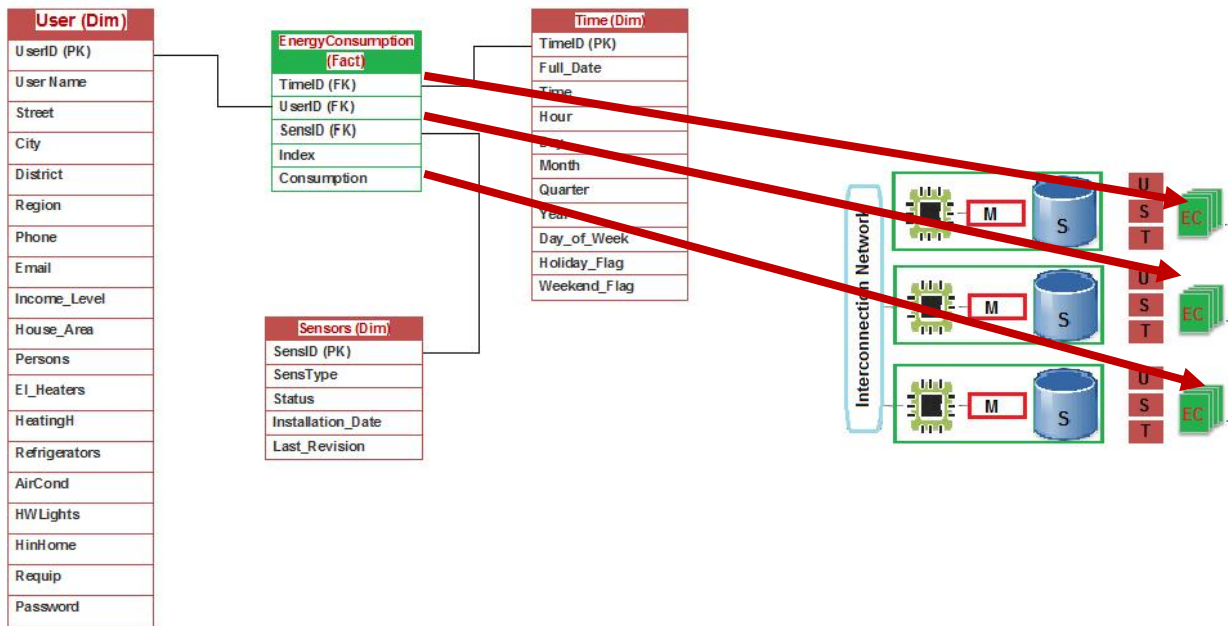 User (Dim)
UserID (PK)
User Name
Street
City
District
Region
Phone
Email
Income_Level
House_Area
Persons
El_Heaters
HeatingH
Refrigerators
AirCond
HWLights
HinHome
Requip
Password
EnergyConsumption
(Fact)
TimeID (FK)
UserID (FK)
SensID (FK)
Index
Consumption
Sensors (Dim)
SensID (PK)
SensType
Status
Installation_Date
Last_Revision
Time (Dim)
TimeID (PK)
Full_Date
Time
Hour
Month
Quarter
Year
Day_of_Week
Holiday_Flag
Weekend_Flag
Interconnection Network
M
S
U
S
T
EC
M
S
U
S
T
EC
M
S
U
S
T
EC